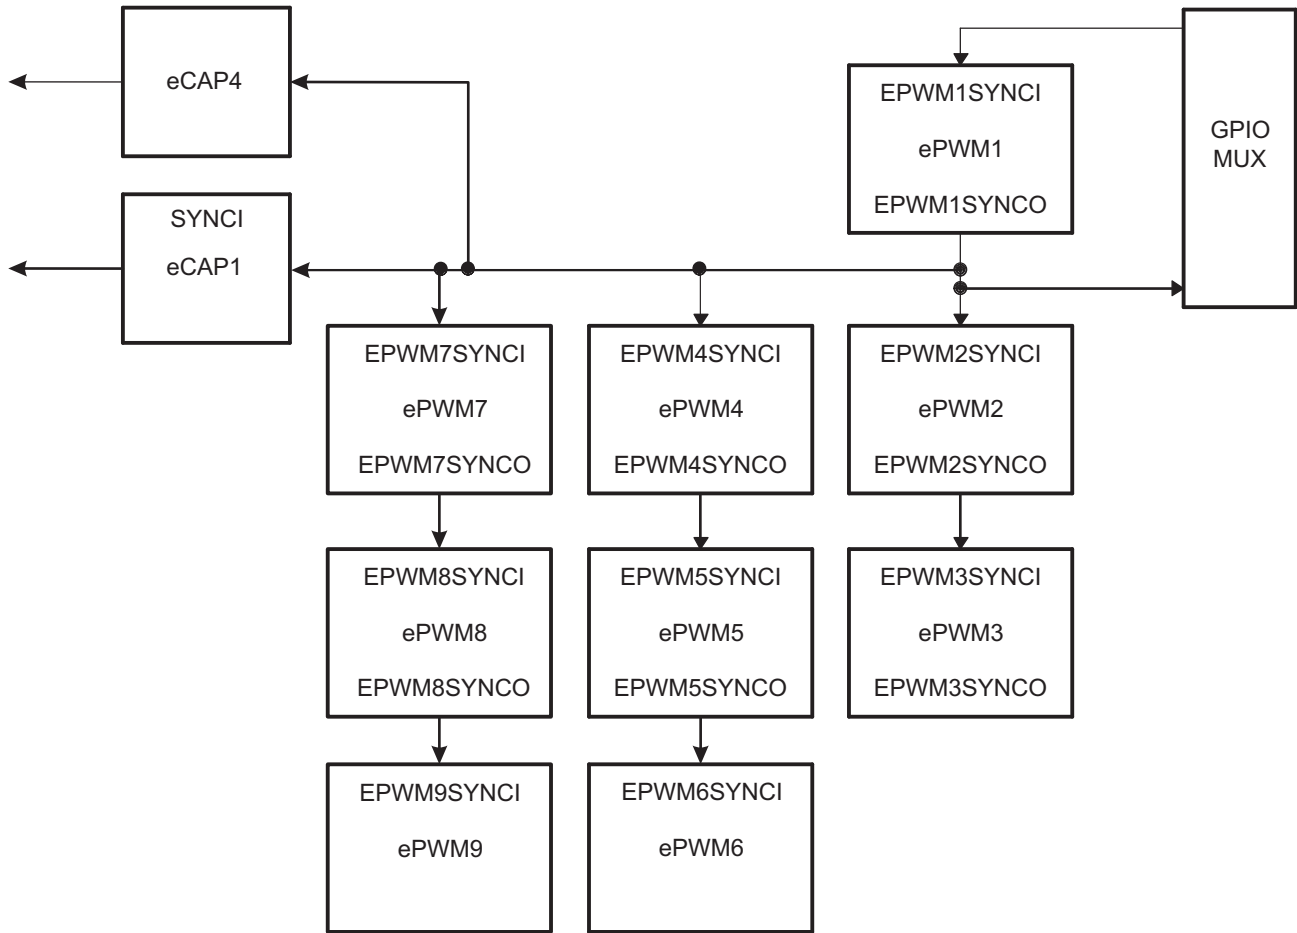 eCAP4
EPWM1SYNCI
ePWM1
EPWM1SYNCO
GPIO
MUX
SYNCI
eCAP1
EPWM7SYNCI
ePWM7
EPWM7SYNCO
EPWM4SYNCI
ePWM4
EPWM4SYNCO
EPWM2SYNCI
ePWM2
EPWM2SYNCO
EPWM8SYNCI
ePWM8
EPWM8SYNCO
EPWM5SYNCI
ePWM5
EPWM5SYNCO
EPWM3SYNCI
ePWM3
EPWM3SYNCO
EPWM9SYNCI
ePWM9
EPWM6SYNCI
ePWM6